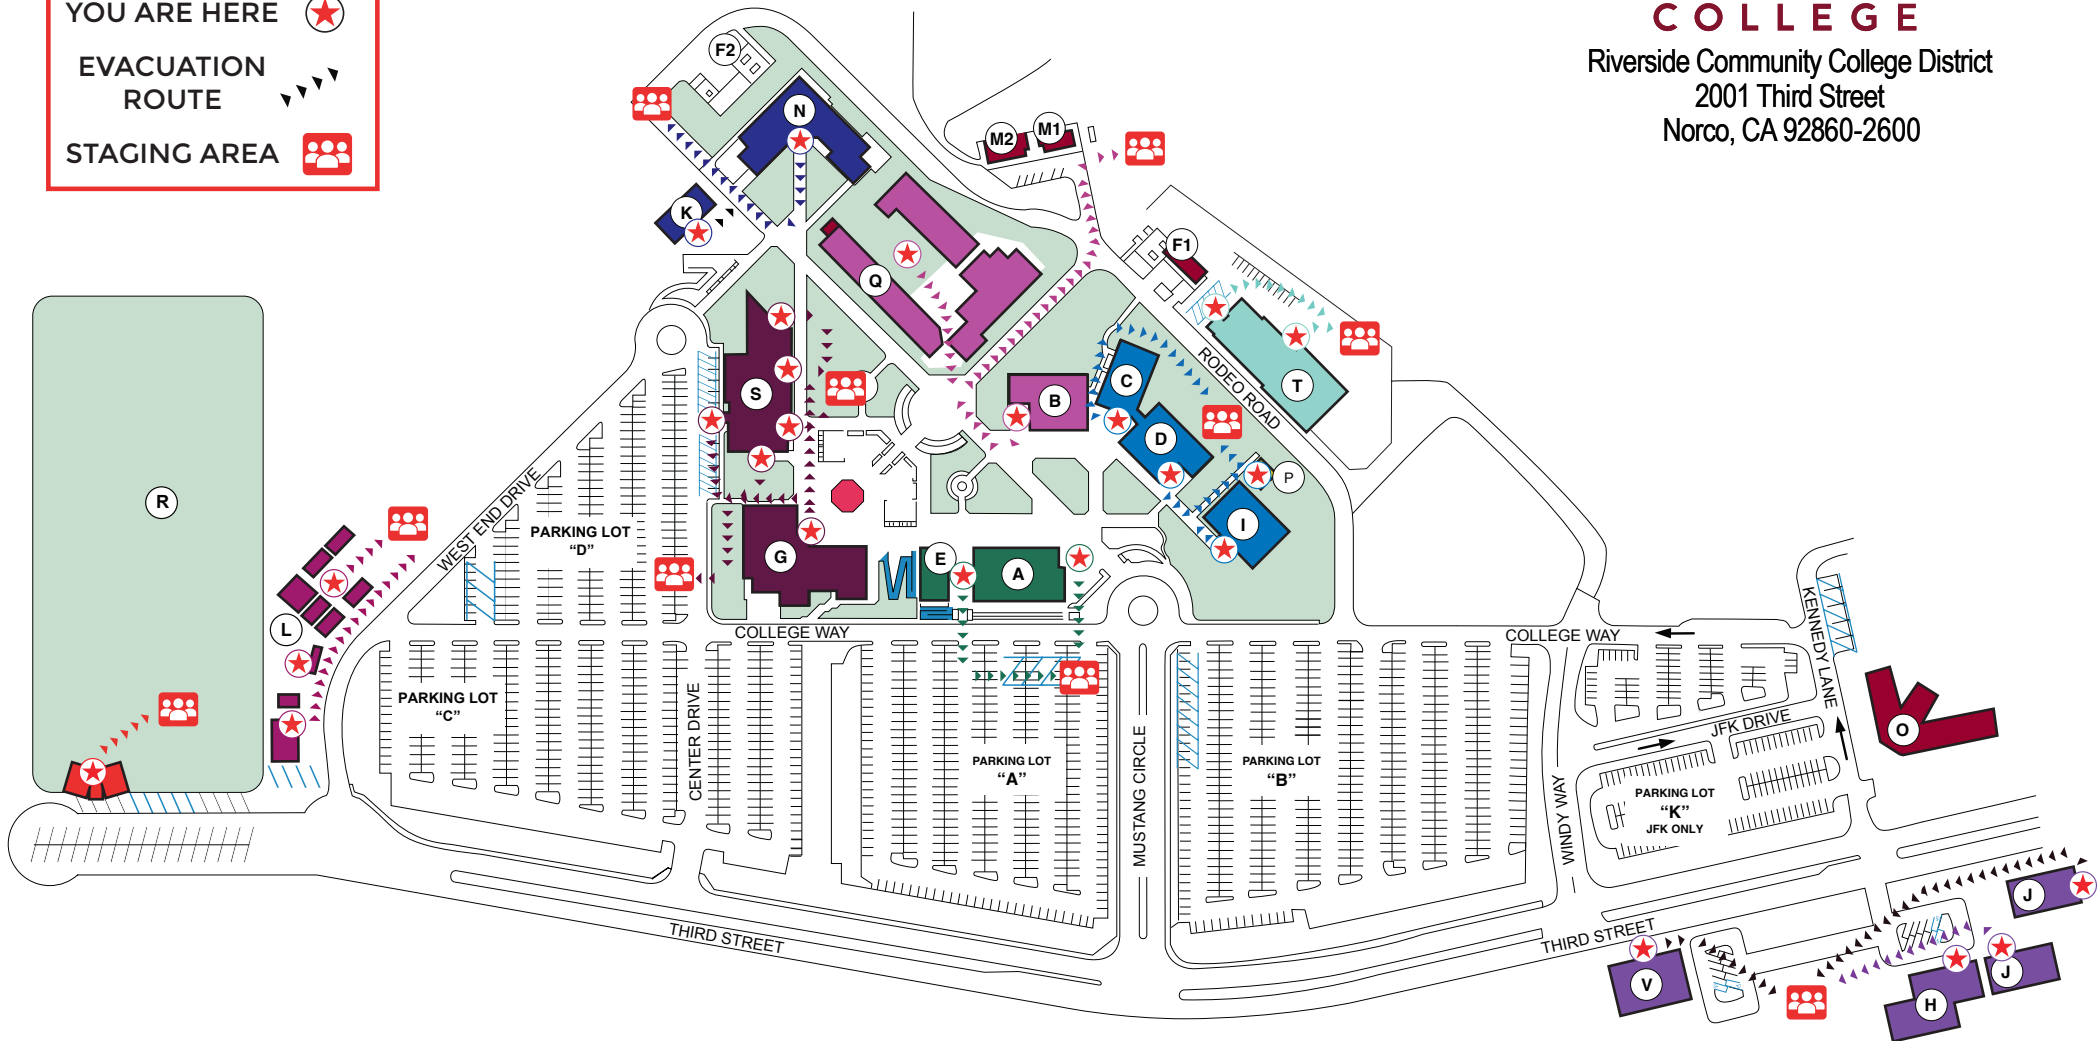 YOU ARE HERE
EVACUATION
ROUTE
STAGING AREA
COLLEGE
Riverside Community College District
2001 Third Street
Norco, CA 92860-2600
F2
N
M2
M1
K
F1
Q
S
B
C
D
T
RODEO ROAD
P
I
R
WEST END DRIVE
PARKING LOT
“D”
G
E
A
L
COLLEGE WAY
COLLEGE WAY
KENNEDY LANE
PARKING LOT
“C”
CENTER DRIVE
PARKING LOT
“A”
MUSTANG CIRCLE
PARKING LOT
“B”
WINDY WAY
JFK DRIVE
O
PARKING LOT
“K”
JFK ONLY
THIRD STREET
THIRD STREET
J
V
J
H